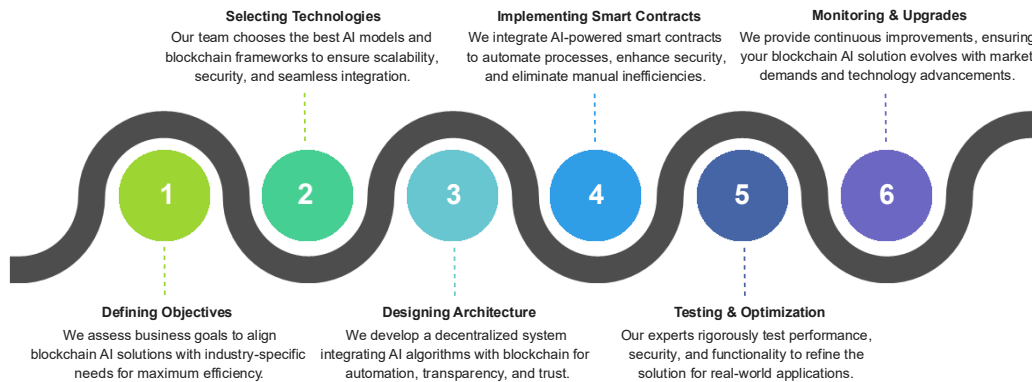 Selecting Technologies
Our team chooses the best AI models and
blockchain frameworks to ensure scalability,
security, and seamless integration.
Implementing Smart Contracts
We integrate AI-powered smart contracts
to automate processes, enhance security,
and eliminate manual inefficiencies.
Monitoring & Upgrades
We provide continuous improvements, ensuring
your blockchain AI solution evolves with market
demands and technology advancements.
1
2
3
4
5
6
Defining Objectives
We assess business goals to align
blockchain AI solutions with industry-specific
needs for maximum efficiency.
Designing Architecture
We develop a decentralized system
integrating AI algorithms with blockchain for
automation, transparency, and trust.
Testing & Optimization
Our experts rigorously test performance,
security, and functionality to refine the
solution for real-world applications.